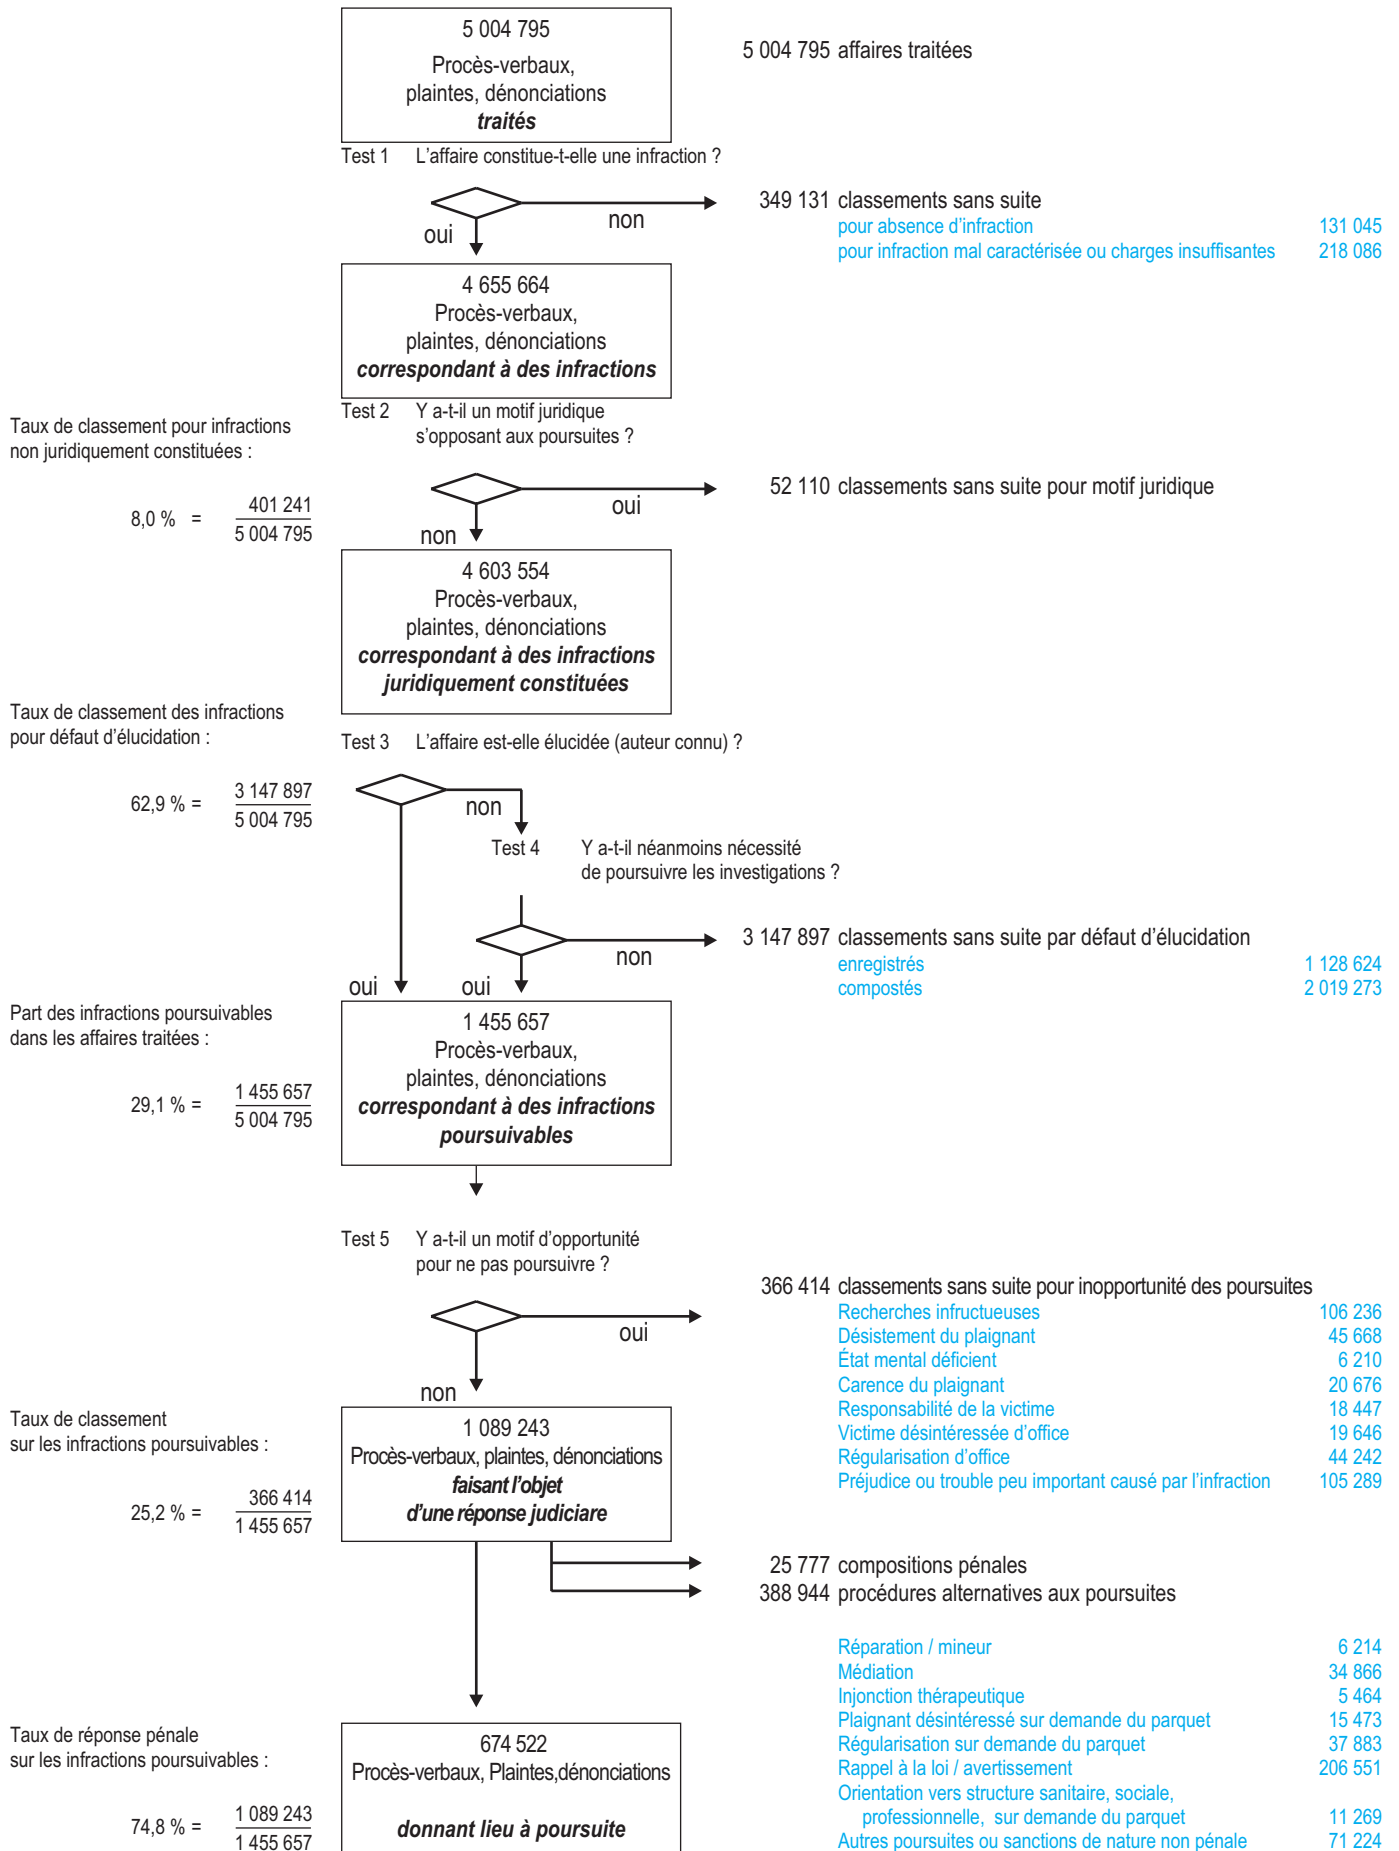 5 004 795
Procès-verbaux,
plaintes, dénonciations
traités
5 004 795 affaires traitées
Test 1 L'affaire constitue-t-elle une infraction ?
oui
non
349 131 classements sans suite
pour absence d'infraction 131 045
pour infraction mal caractérisée ou charges insuffisantes 218 086
4 655 664
Procès-verbaux,
plaintes, dénonciations
correspondant à des infractions
Test 2 Y a-t-il un motif juridique
s'opposant aux poursuites ?
Taux de classement pour infractions
non juridiquement constituées :
8,0 % = 401 241
5 004 795
oui
non
52 110 classements sans suite pour motif juridique
4 603 554
Procès-verbaux,
plaintes, dénonciations
correspondant à des infractions
juridiquement constituées
Taux de classement des infractions
pour défaut d'élucidation :
62,9 % = 3 147 897
5 004 795
Test 3 L'affaire est-elle élucidée (auteur connu) ?
non
Test 4 Y a-t-il néanmoins nécessité
de poursuivre les investigations ?
non
3 147 897 classements sans suite par défaut d'élucidation
enregistrés 1 128 624
compostés 2 019 273
oui oui
Part des infractions poursuivables
dans les affaires traitées :
29,1 % = 1 455 657
5 004 795
1 455 657
Procès-verbaux,
plaintes, dénonciations
correspondant à des infractions
poursuivables
Test 5 Y a-t-il un motif d'opportunité
pour ne pas poursuivre ?
oui
non
366 414 classements sans suite pour inopportunité des poursuites
Recherches infructueuses 106 236
Désistement du plaignant 45 668
État mental déficient 6 210
Carence du plaignant 20 676
Responsabilité de la victime 18 447
Victime désintéressée d'office 19 646
Régularisation d'office 44 242
Préjudice ou trouble peu important causé par l'infraction 105 289
Taux de classement
sur les infractions poursuivables :
25,2 % = 366 414
1 455 657
1 089 243
Procès-verbaux, plaintes, dénonciations
faisant l'objet
d'une réponse judiciare
25 777 compositions pénales
388 944 procédures alternatives aux poursuites
Réparation / mineur 6 214
Médiation 34 866
Injonction thérapeutique 5 464
Plaignant désintéressé sur demande du parquet 15 473
Régularisation sur demande du parquet 37 883
Rappel à la loi / avertissement 206 551
Orientation vers structure sanitaire, sociale,
professionnelle, sur demande du parquet 11 269
Autres poursuites ou sanctions de nature non pénale 71 224
Taux de réponse pénale
sur les infractions poursuivables :
74,8 % = 1 089 243
1 455 657
674 522
Procès-verbaux, Plaintes,dénonciations
donnant lieu à poursuite